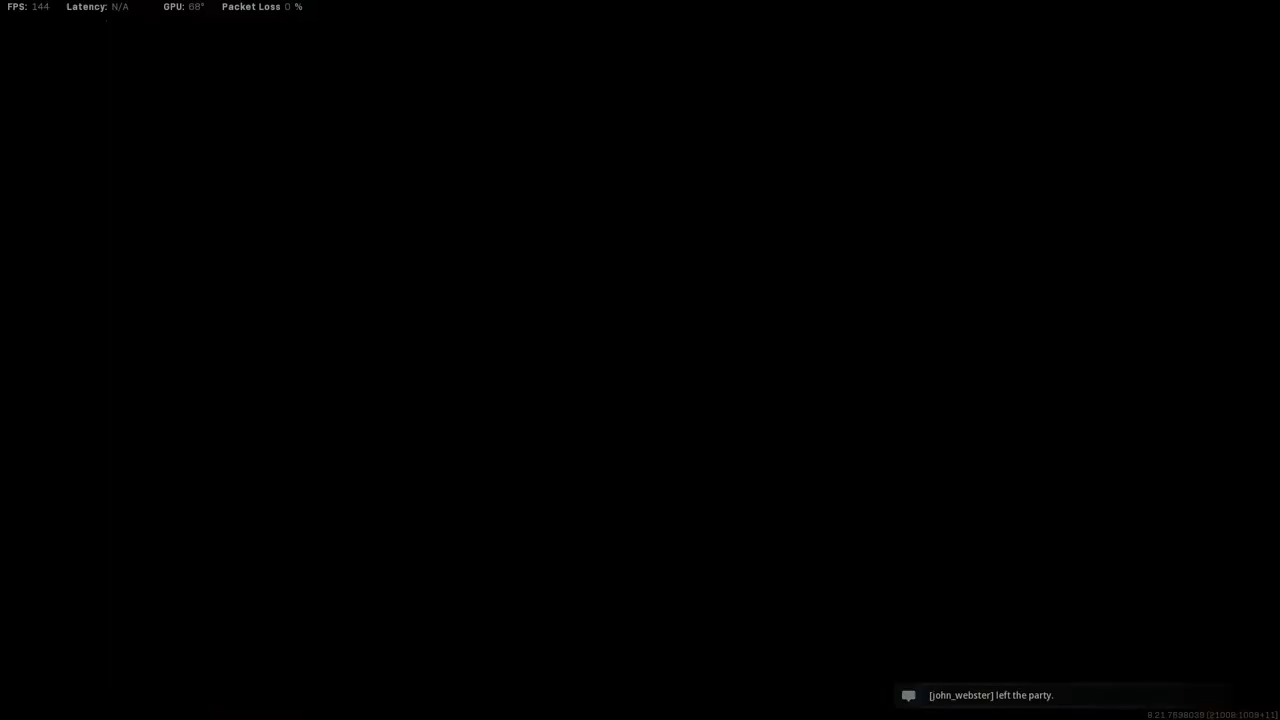 FPS: 144 Latency: N/A GPU: 68° Packet Loss 0 %
[john_webster] left the party.